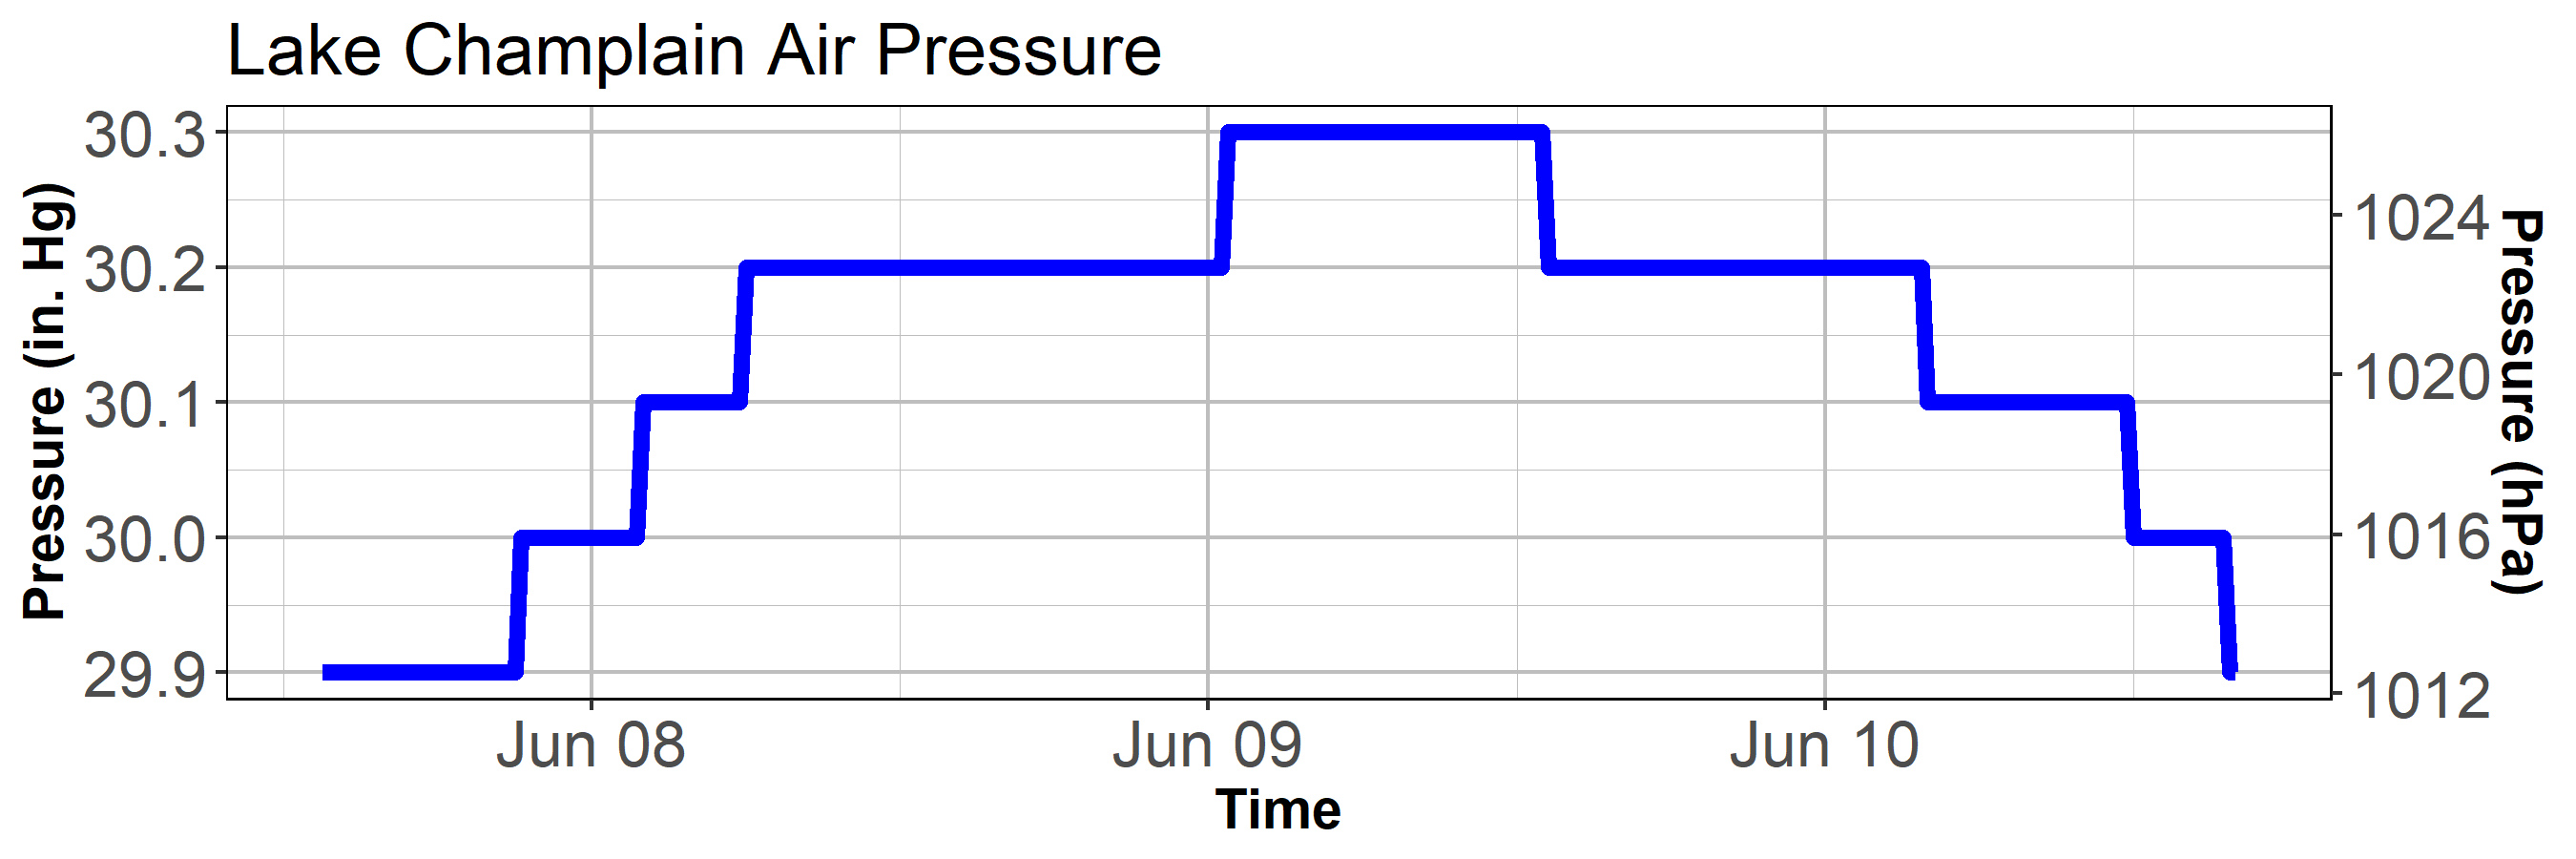 Lake Champlain Air Pressure
Pressure (in. Hg)
30.3
30.2
30.1
30.0
29.9
1024
1020
1016
1012
Pressure (hPa)
Jun 08 Jun 09 Jun 10
Time